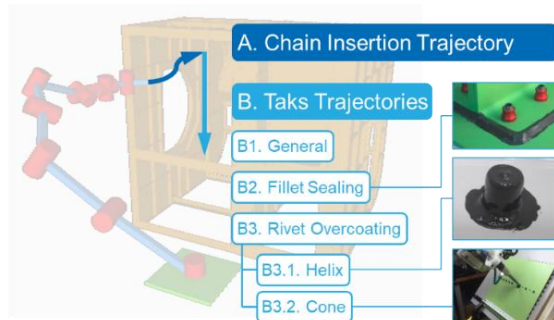 A. Chain Insertion Trajectory
B. Taks Trajectories
B1. General
B2. Fillet Sealing
B3. Rivet Overcoating
B3.1. Helix
B3.2. Cone